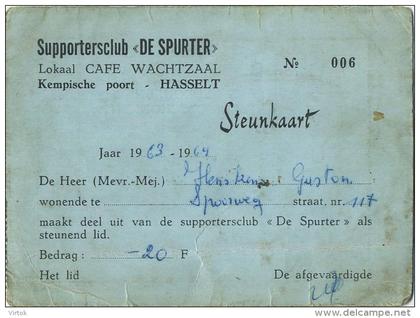 Supportersclub «DE SPURTER»
Lokaal CAFE WACHTZAAL
Kempische poort - HASSELT
№ 006
Steunkaart
Jaar 1963 - 1964
De Heer (Mevr.-Mej.) Gaston
wonende te Spoorweg straat, nr. 117
maakt deel uit van de supportersclub «De Spurter» als
steunend lid.
Bedrag : -20 F
Het lid De afgevaardigde
Virtok
www.delcampe.net